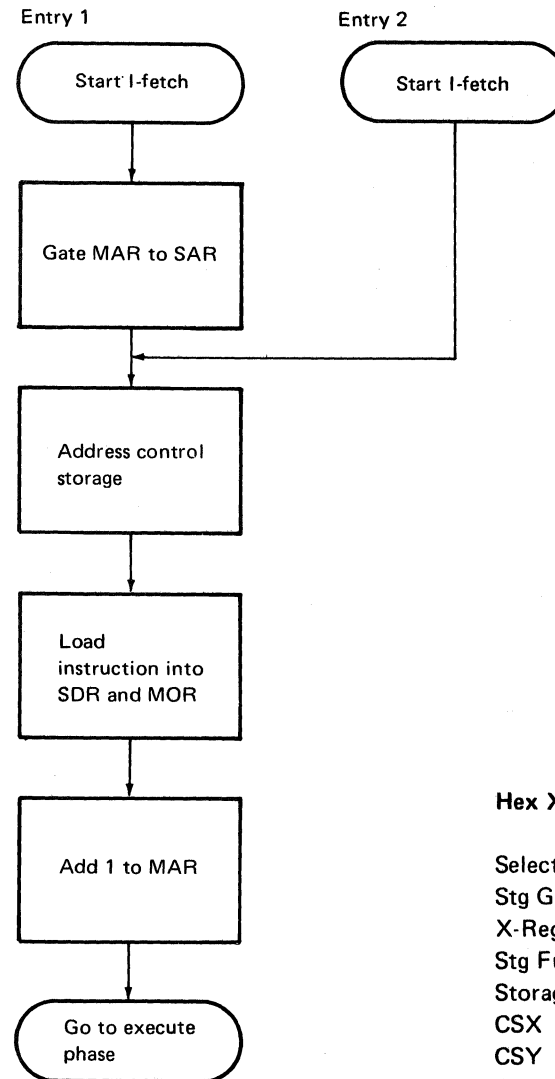 Entry 1
Entry 2
Start I-fetch
Start I-fetch
Gate MAR to SAR
Address control
storage
Load
instruction into
SDR and MOR
Add 1 to MAR
Go to execute
phase
Hex X
Select
Stg G
X-Reg
Stg Fu
Storag
CSX
CSY